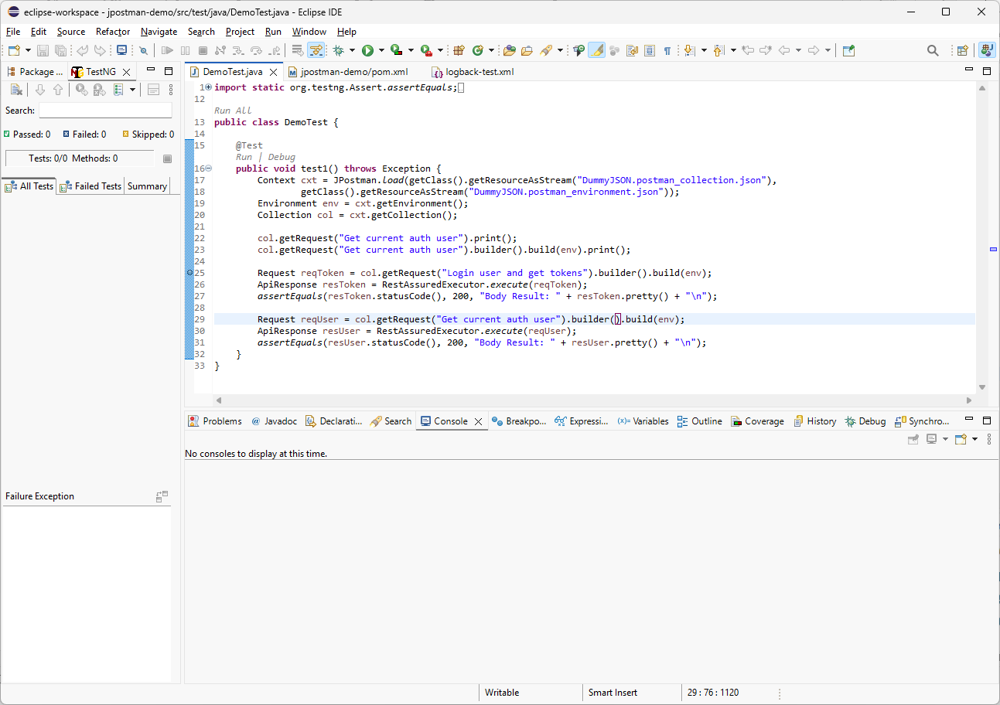 eclipse-workspace - jpostman-demo/src/test/java/DemoTest.java - Eclipse IDE
File Edit Source Refactor Navigate Search Project Run Window Help
Package ... TestNG
DemoTest.java jpostman-demo/pom.xml logback-test.xml
Search:
Passed: 0 Failed: 0 Skipped: 0
Tests: 0/0 Methods: 0
All Tests Failed Tests Summary
Failure Exception
1 import static org.testng.Assert.assertEquals;
12
Run All
13 public class DemoTest {
14
15 @Test
Run | Debug
16 public void test1() throws Exception {
17 Context cxt = JPostman.load(getClass().getResourceAsStream("DummyJSON.postman_collection.json"),
18 getClass().getResourceAsStream("DummyJSON.postman_environment.json"));
19 Environment env = cxt.getEnvironment();
20 Collection col = cxt.getCollection();
21
22 col.getRequest("Get current auth user").print();
23 col.getRequest("Get current auth user").builder().build(env).print();
24
25 Request reqToken = col.getRequest("Login user and get tokens").builder().build(env);
26 ApiResponse resToken = RestAssuredExecutor.execute(reqToken);
27 assertEquals(resToken.statusCode(), 200, "Body Result: " + resToken.pretty() + "\n");
28
29 Request reqUser = col.getRequest("Get current auth user").builder().build(env);
30 ApiResponse resUser = RestAssuredExecutor.execute(reqUser);
31 assertEquals(resUser.statusCode(), 200, "Body Result: " + resUser.pretty() + "\n");
32 }
33 }
Problems Javadoc Declarati... Search Console Breakpo... Expressi... Variables Outline Coverage History Debug Synchro...
No consoles to display at this time.
Writable Smart Insert 29 : 76 : 1120